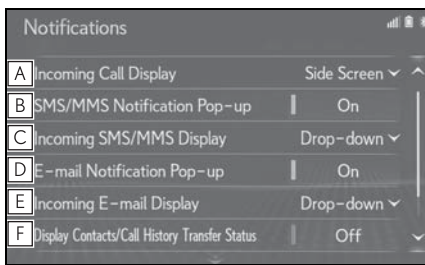 Notifications
A Incoming Call Display Side Screen
B SMS/MMS Notification Pop-up On
C Incoming SMS/MMS Display Drop-down
D E-mail Notification Pop-up On
E Incoming E-mail Display Drop-down
F Display Contacts/Call History Transfer Status Off